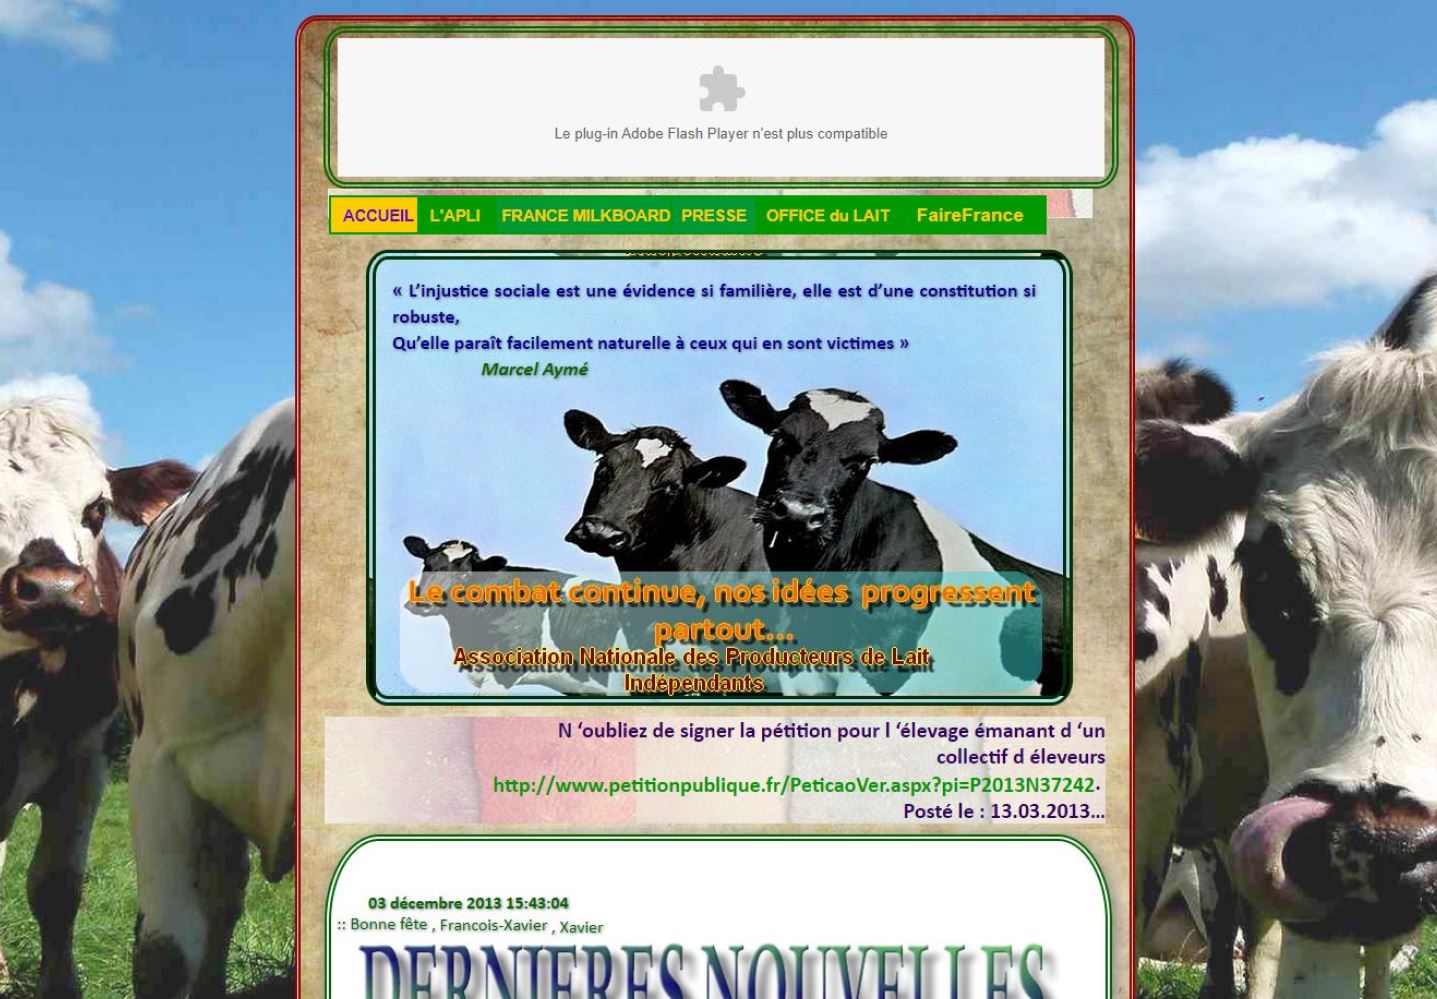 Le plug-in Adobe Flash Player n'est plus compatible
ACCUEIL L'APLI FRANCE MILKBOARD PRESSE OFFICE du LAIT FaireFrance
« L’injustice sociale est une évidence si familière, elle est d’une constitution si
robuste,
Qu’elle paraît facilement naturelle à ceux qui en sont victimes »
Marcel Aymé
Le combat continue, nos idées progressent
partout...
Association Nationale des Producteurs de Lait
Indépendants
N ‘oubliez de signer la pétition pour l ‘élevage émanant d ‘un
collectif d éleveurs
http://www.petitionpublique.fr/PeticaoVer.aspx?pi=P2013N37242.
Posté le : 13.03.2013...
03 décembre 2013 15:43:04
:: Bonne fête , Francois-Xavier , Xavier
DERNIERES NOUVELLES